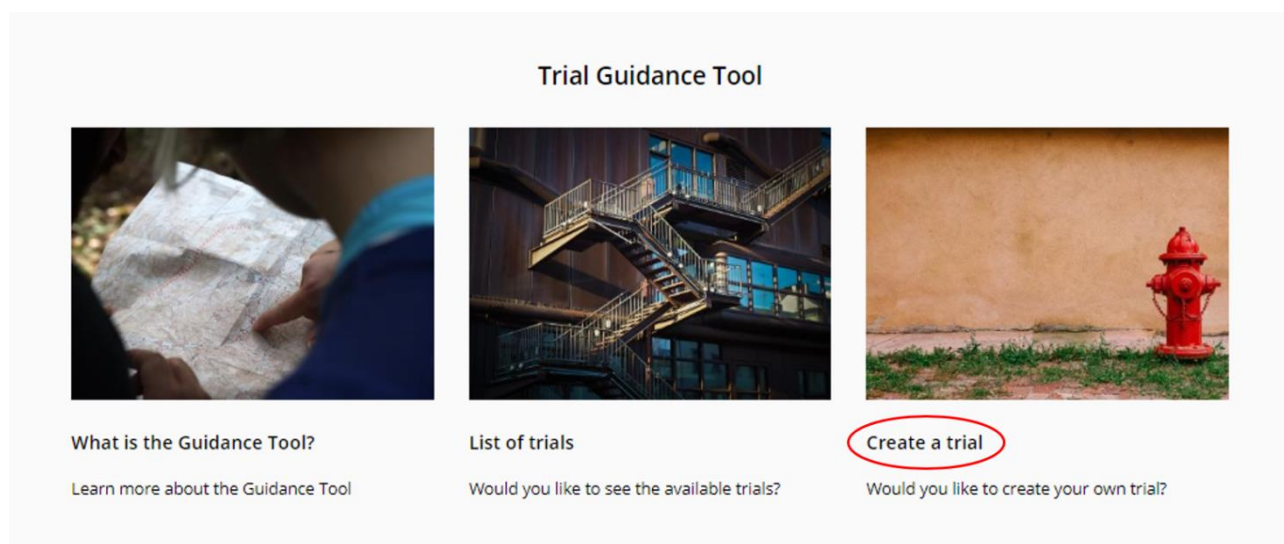 Trial Guidance Tool
What is the Guidance Tool?
Learn more about the Guidance Tool
List of trials
Would you like to see the available trials?
Create a trial
Would you like to create your own trial?